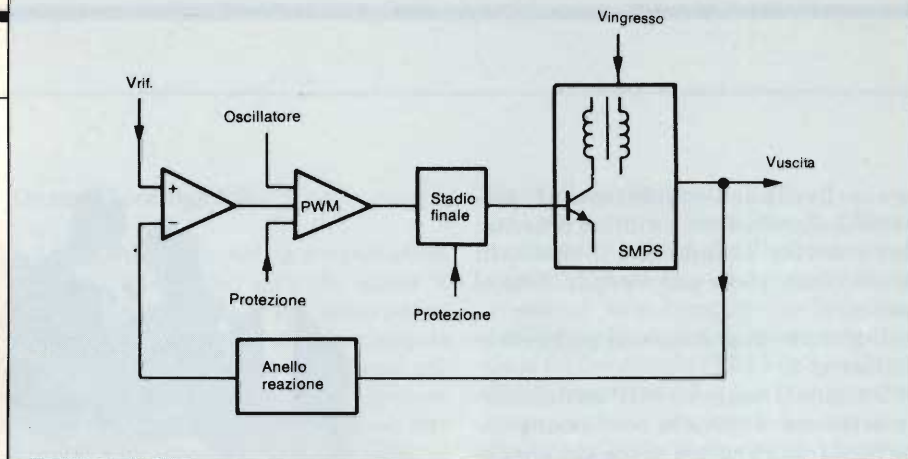 Vingresso
Vrif.
Oscillatore
+
−
PWM
Stadio
finale
Vuscita
SMPS
Protezione
Protezione
Anello
reazione